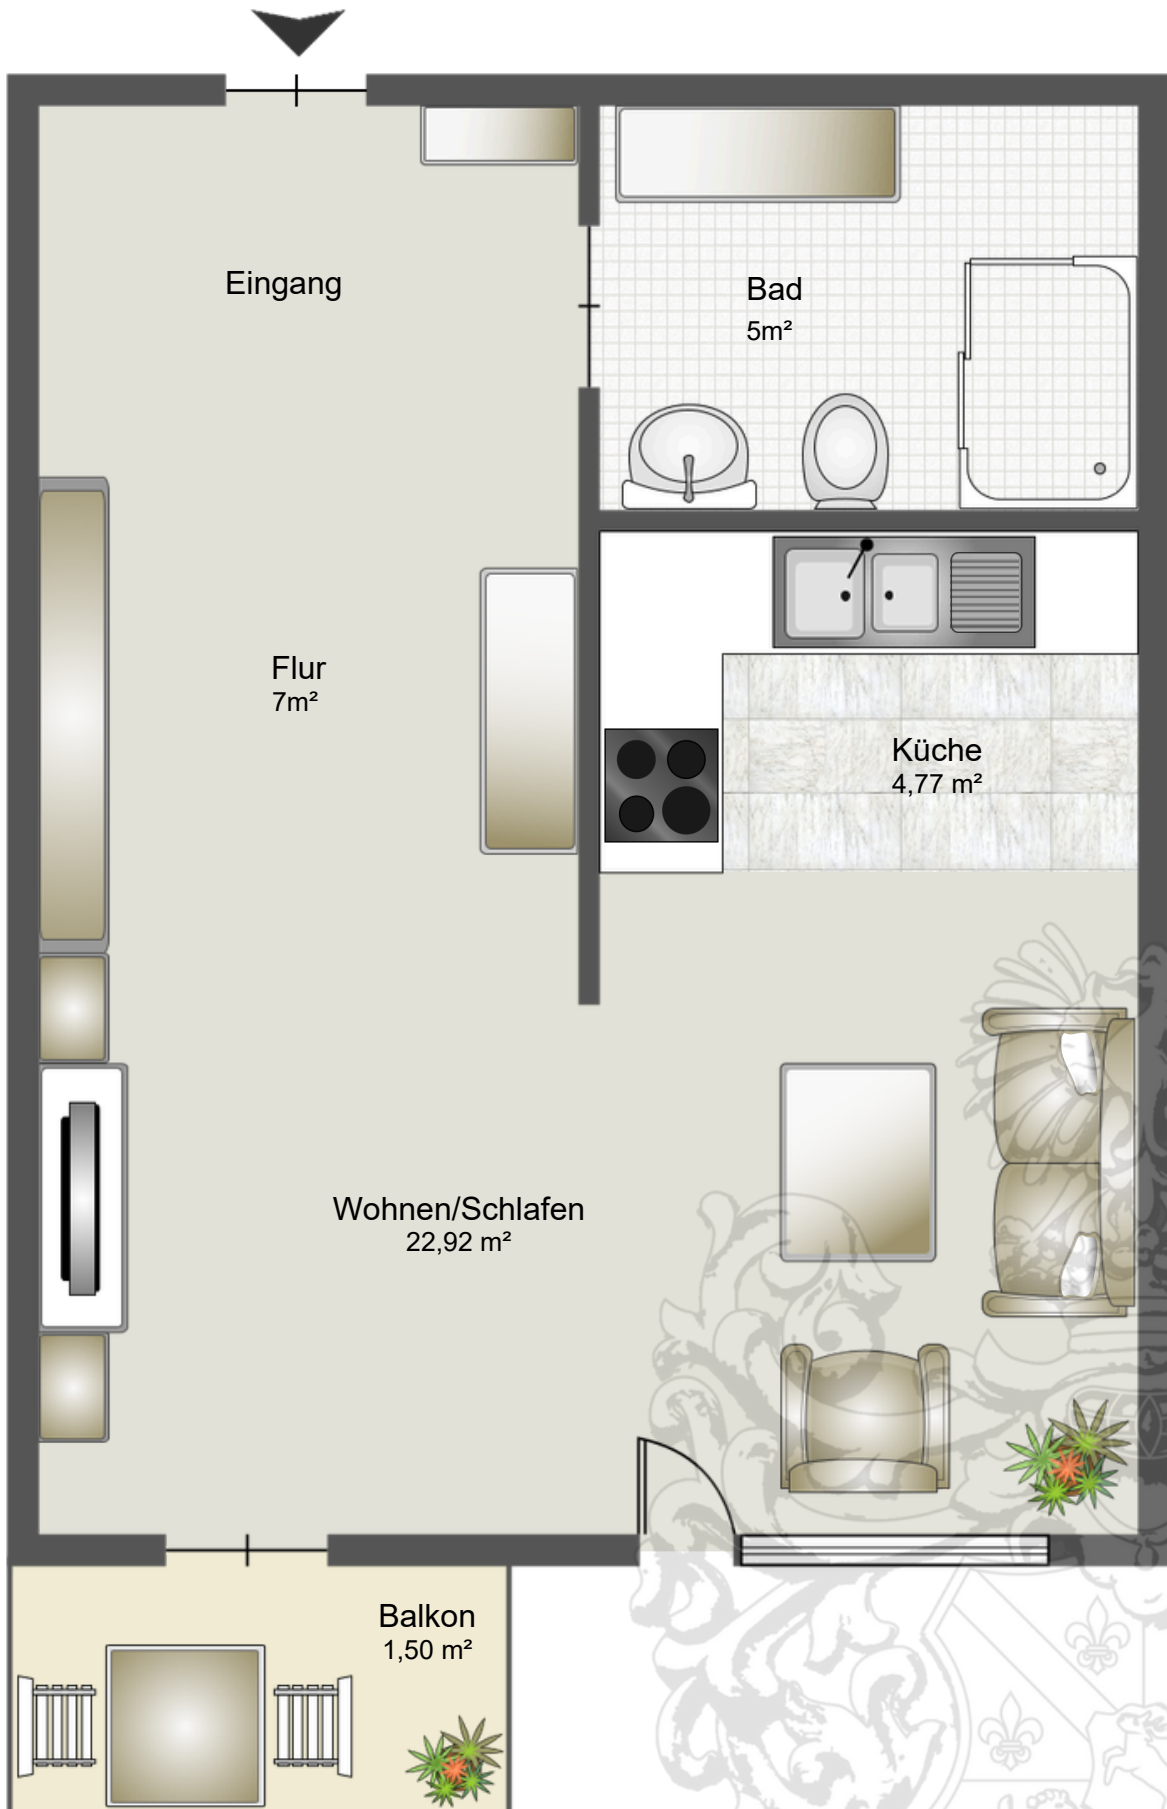 Eingang
Bad
5m²
Flur
7m²
Küche
4,77 m²
Wohnen/Schlafen
22,92 m²
Balkon
1,50 m²